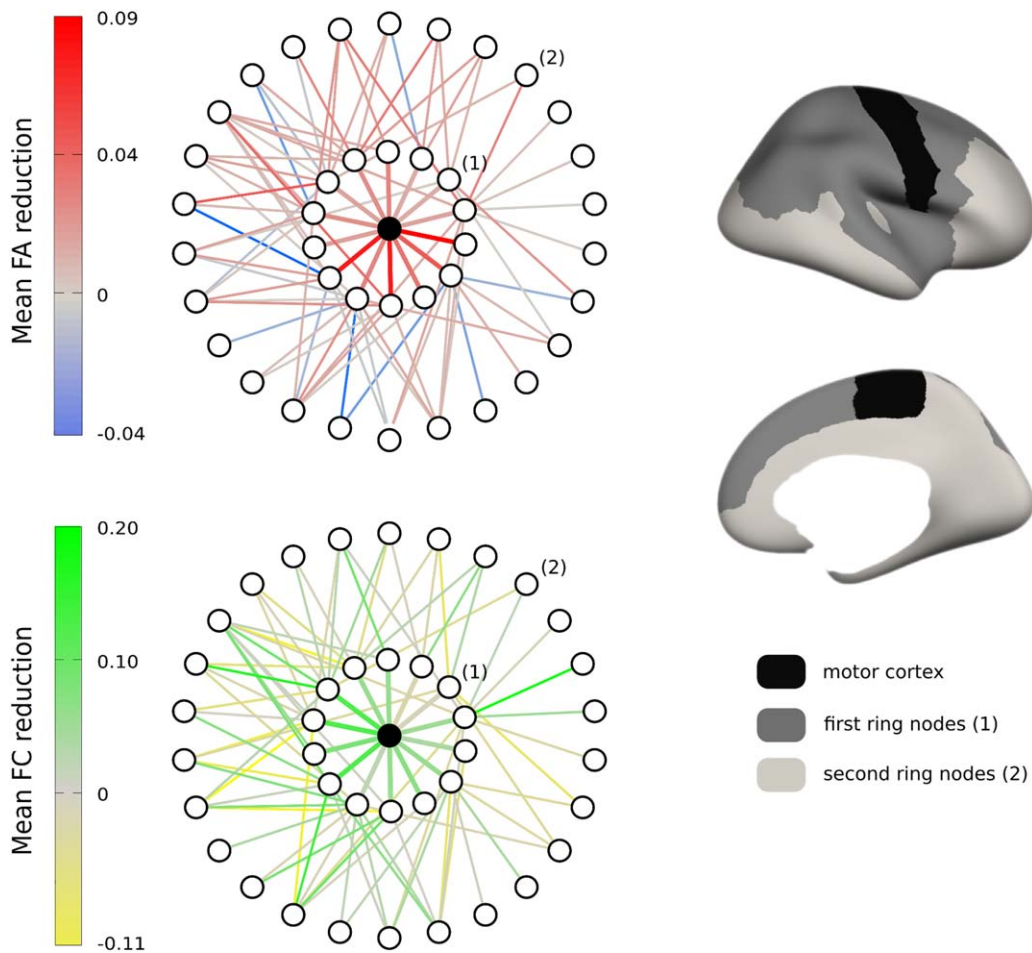 Mean FA reduction
0.09
0.04
0
-0.04
(2)
(1)
Mean FC reduction
0.20
0.10
0
-0.11
(2)
(1)
motor cortex
first ring nodes (1)
second ring nodes (2)